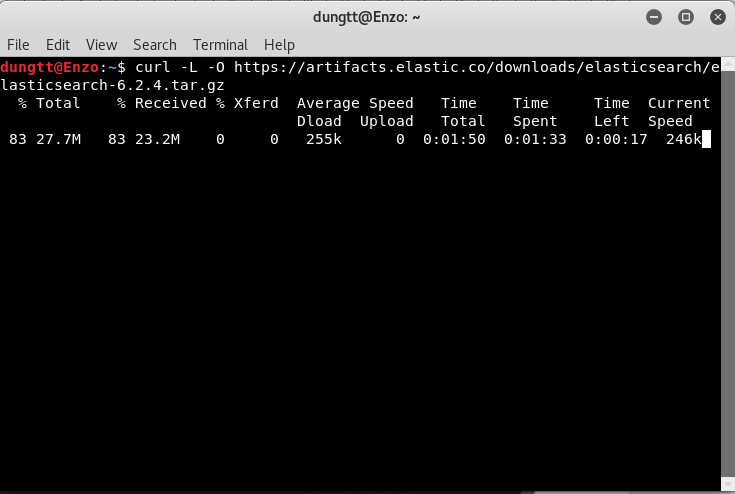 dungtt@Enzo: ~
File Edit View Search Terminal Help
dungtt@Enzo:~$ curl -L -O https://artifacts.elastic.co/downloads/elasticsearch/e
lasticsearch-6.2.4.tar.gz
  % Total    % Received % Xferd  Average Speed   Time    Time     Time  Current
                                 Dload  Upload   Total   Spent    Left  Speed
 83 27.7M   83 23.2M    0     0   255k      0  0:01:50  0:01:33  0:00:17  246k